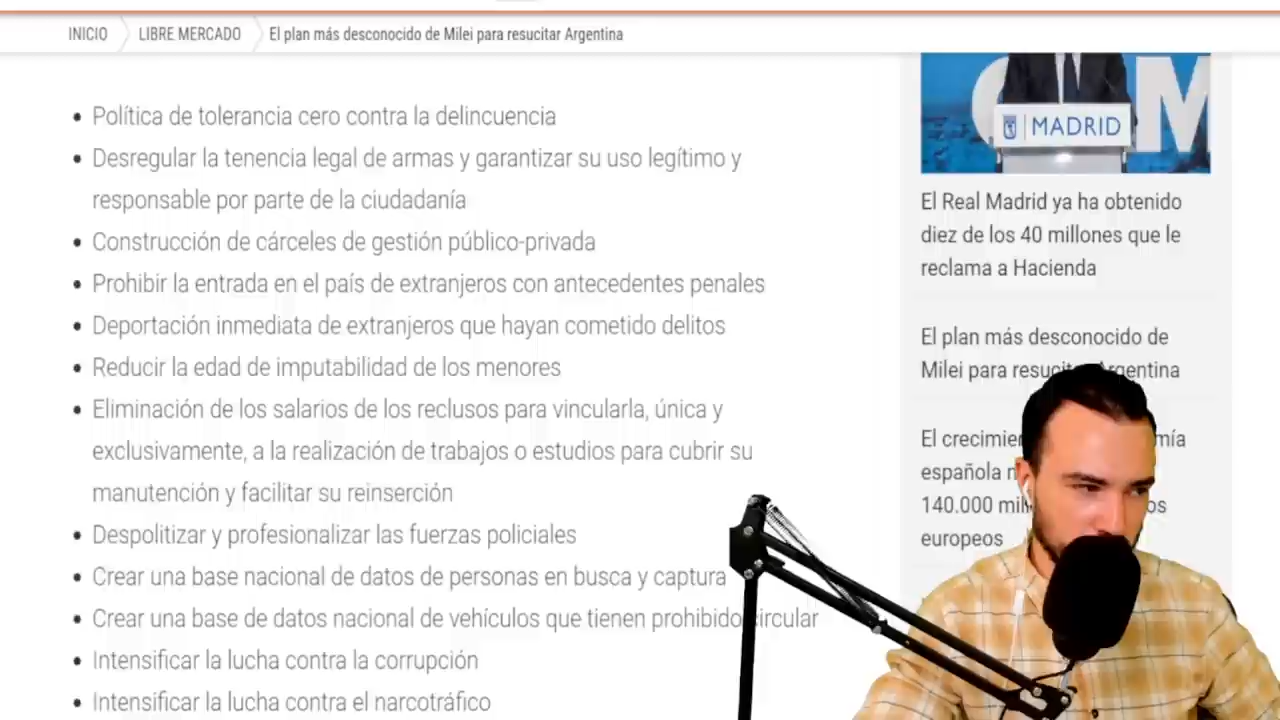 INICIO
LIBRE MERCADO
El plan más desconocido de Milei para resucitar Argentina
Política de tolerancia cero contra la delincuencia
Desregular la tenencia legal de armas y garantizar su uso legítimo y
responsable por parte de la ciudadanía
Construcción de cárceles de gestión público-privada
Prohibir la entrada en el país de extranjeros con antecedentes penales
Deportación inmediata de extranjeros que hayan cometido delitos
Reducir la edad de imputabilidad de los menores
Eliminación de los salarios de los reclusos para vincularla, única y
exclusivamente, a la realización de trabajos o estudios para cubrir su
manutención y facilitar su reinserción
Despolitizar y profesionalizar las fuerzas policiales
Crear una base nacional de datos de personas en busca y captura
Crear una base de datos nacional de vehículos que tienen prohibido circular
Intensificar la lucha contra la corrupción
Intensificar la lucha contra el narcotráfico
MADRID
El Real Madrid ya ha obtenido
diez de los 40 millones que le
reclama a Hacienda
El plan más desconocido de
Milei para resucitar Argentina
El
española
140.000
europeos